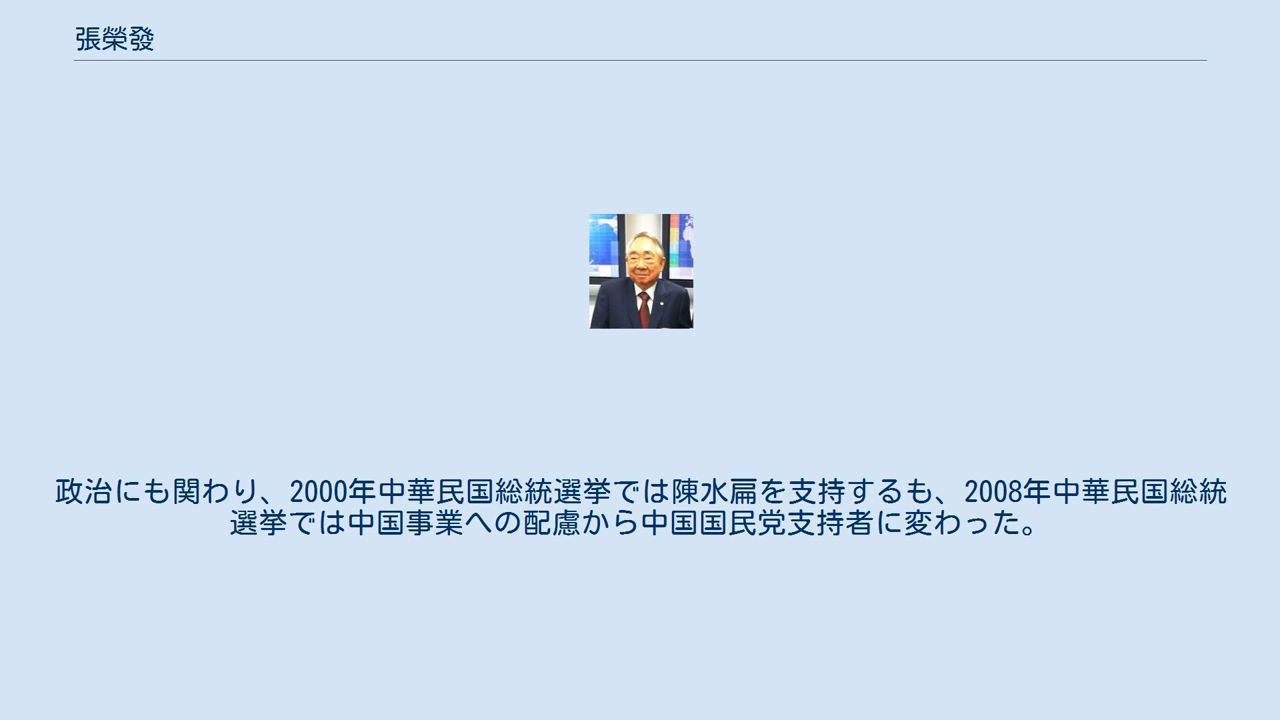 張榮發
政治にも関わり、2000年中華民国総統選挙では陳水扁を支持するも、2008年中華民国総統
選挙では中国事業への配慮から中国国民党支持者に変わった。